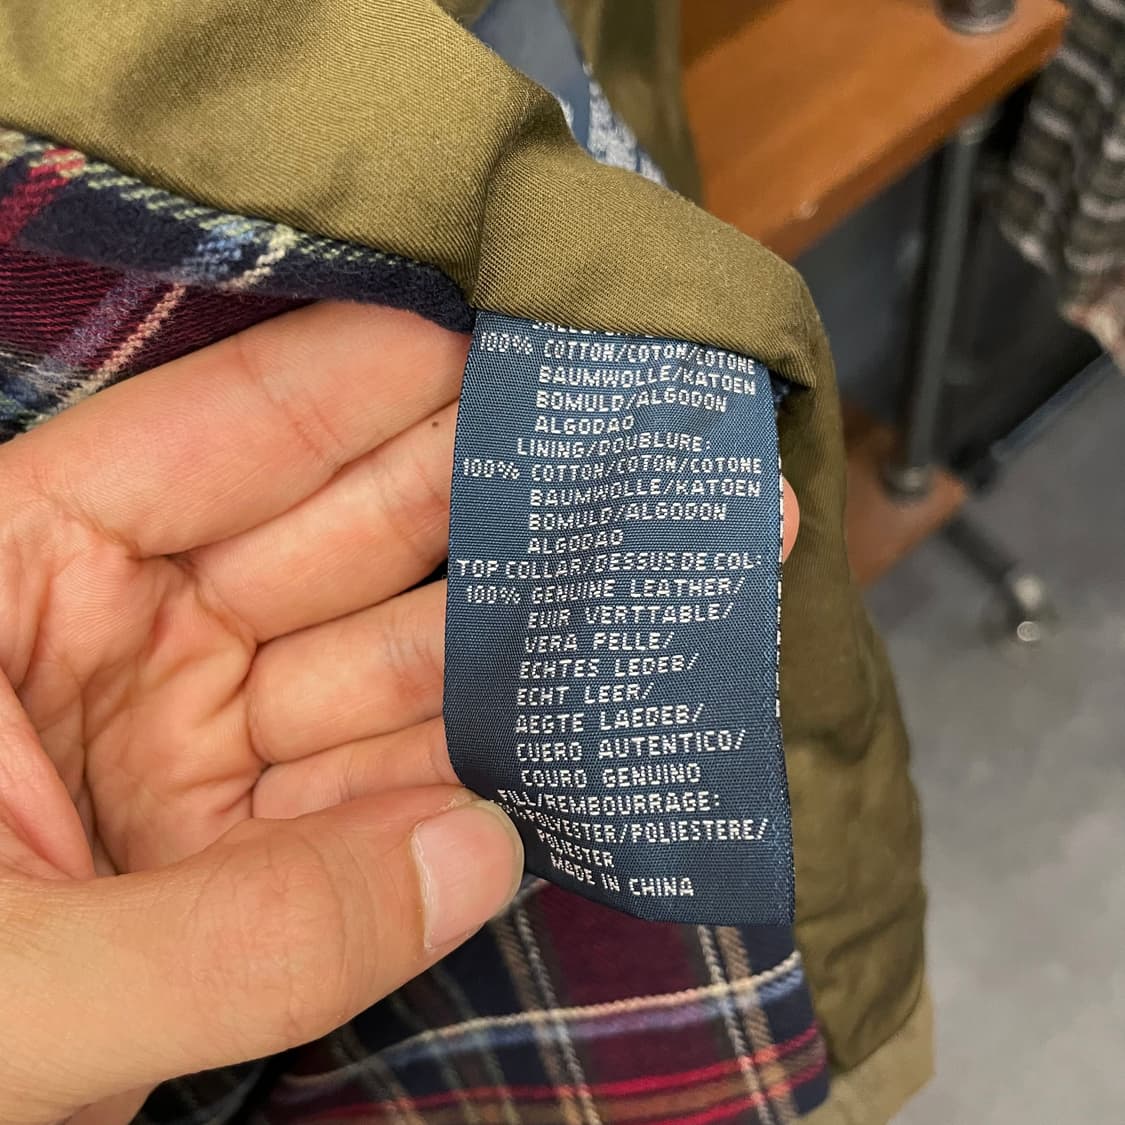 100% COTTON/COTON/COTONE
BAUMWOLLE/KATOEN
BOMULD/ALGODON
ALGODAO
LINING/DOUBLURE:
100% COTTON/COTON/COTONE
BAUMWOLLE/KATOEN
BOMULD/ALGODON
ALGODAO
TOP COLLAR/DESSUS DE COL:
100% GENUINE LEATHER/
EUIR VERTTABLE/
VERA PELLE/
ECHTES LEDEB/
ECHT LEER/
AEGTE LAEDEB/
CUERO AUTENTICO/
COURO GENUINO
FILL/REMBOURRAGE:
POLYESTER/POLIESTERE/
POLIESTER
MADE IN CHINA